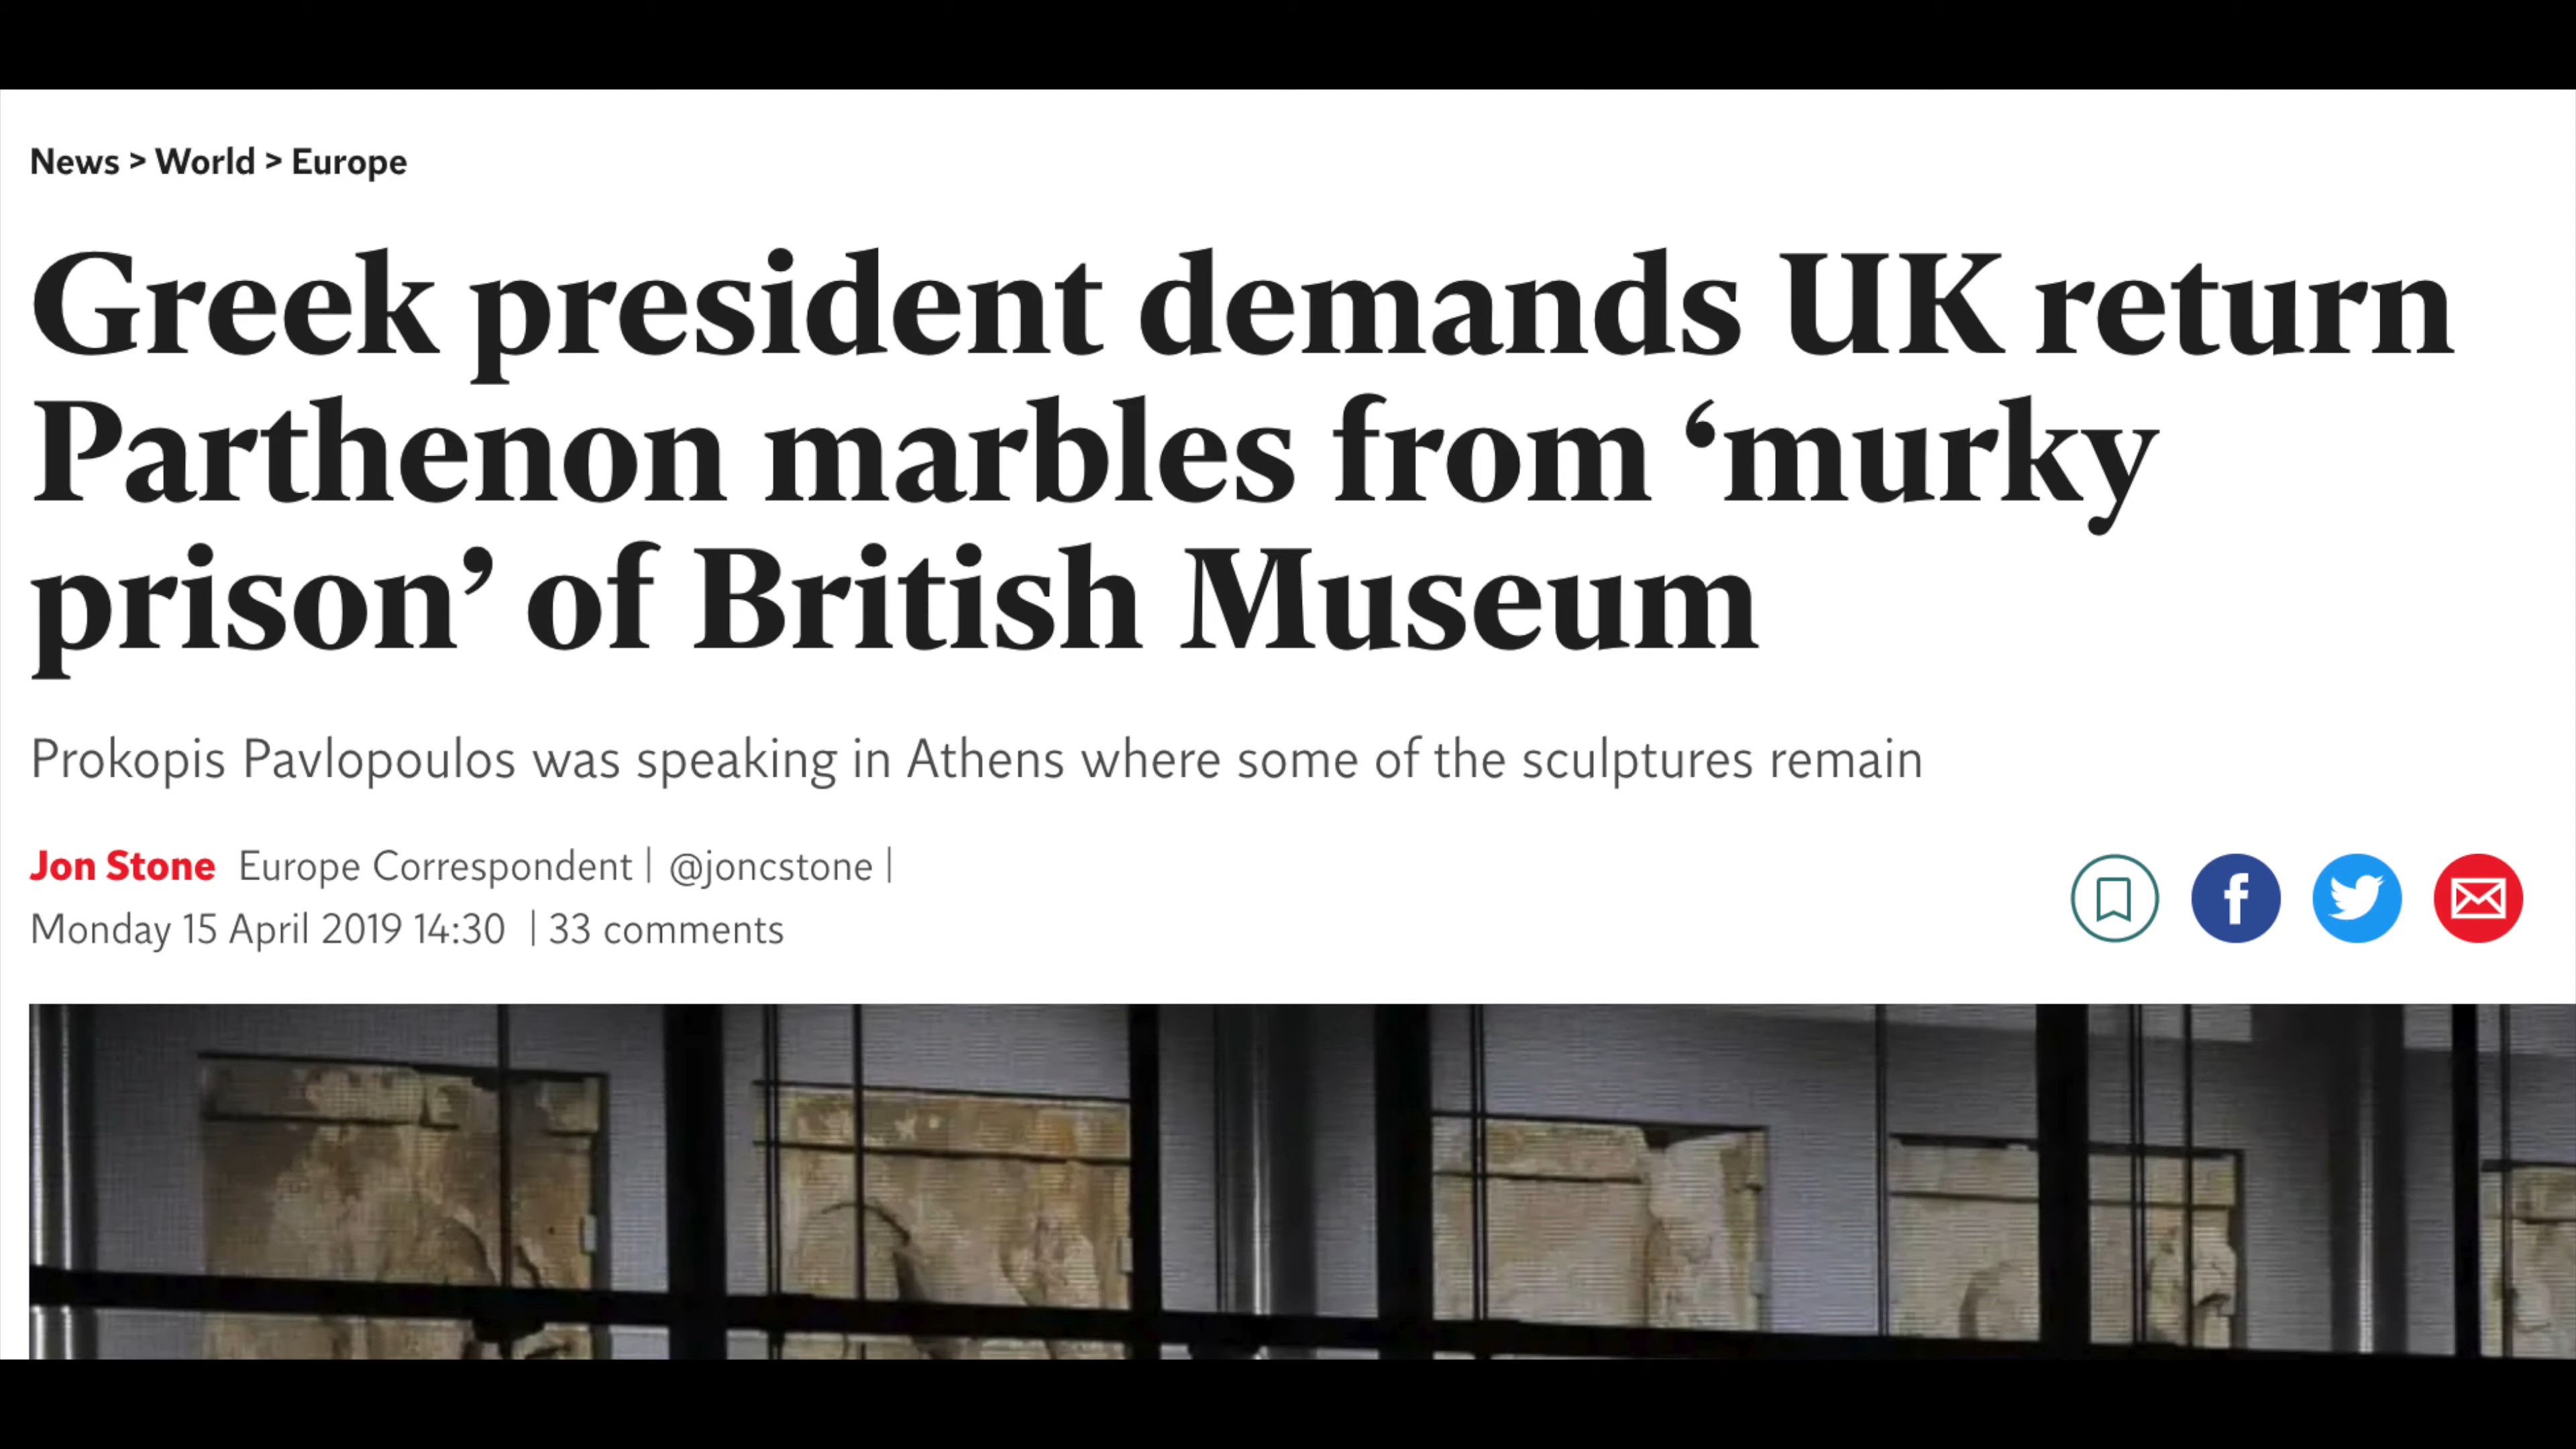 News > World > Europe
Greek president demands UK return
Parthenon marbles from ‘murky
prison’ of British Museum
Prokopis Pavlopoulos was speaking in Athens where some of the sculptures remain
Jon Stone Europe Correspondent | @joncstone |
Monday 15 April 2019 14:30 | 33 comments